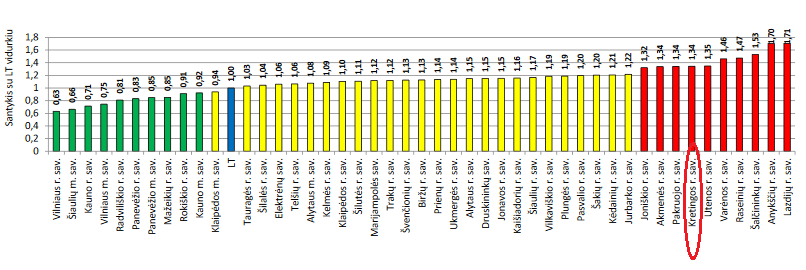 Santykis su LT vidurkiu
1,8
1,6
1,4
1,2
1
0,8
0,6
0,4
0,2
0
0,63
0,66
0,71
0,75
0,81
0,83
0,85
0,85
0,91
0,92
0,94
1,00
1,03
1,04
1,06
1,06
1,08
1,09
1,10
1,11
1,12
1,12
1,13
1,13
1,14
1,14
1,15
1,15
1,15
1,16
1,17
1,19
1,19
1,20
1,20
1,21
1,22
1,32
1,34
1,34
1,34
1,35
1,46
1,47
1,53
1,70
1,71
Vilniaus r. sav.
Šiaulių m. sav.
Kauno r. sav.
Vilniaus m. sav.
Radviliškio r. sav.
Panevėžio r. sav.
Panevėžio m. sav.
Mažeikių r. sav.
Rokiškio r. sav.
Kauno m. sav.
Klaipėdos m. sav.
LT
Tauragės r. sav.
Šilalės r. sav.
Elektrėnų sav.
Telšių r. sav.
Alytaus m. sav.
Kelmės r. sav.
Klaipėdos r. sav.
Šilutės r. sav.
Marijampolės sav.
Trakų r. sav.
Švenčionių r. sav.
Biržų r. sav.
Prienų r. sav.
Ukmergės r. sav.
Alytaus r. sav.
Druskininkų sav.
Jonavos r. sav.
Kaišiadorių r. sav.
Šiaulių r. sav.
Vilkaviškio r. sav.
Plungės r. sav.
Pasvalio r. sav.
Šakių r. sav.
Kėdainių r. sav.
Jurbarko r. sav.
Joniškio r. sav.
Akmenės r. sav.
Pakruojo r. sav.
Kretingos r. sav.
Utenos r. sav.
Varėnos r. sav.
Raseinių r. sav.
Šalčininkų r. sav.
Anykščių r. sav.
Lazdijų r. sav.